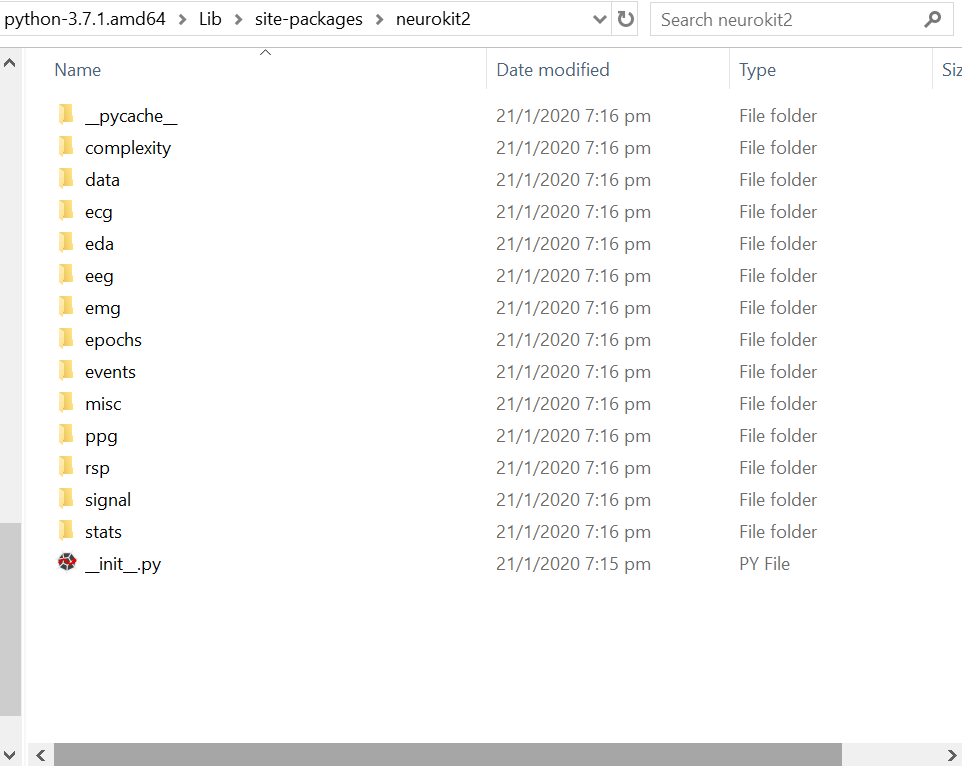 python-3.7.1.amd64 Lib site-packages neurokit2 Search neurokit2
Name Date modified Type Siz
__pycache__ 21/1/2020 7:16 pm File folder
complexity 21/1/2020 7:16 pm File folder
data 21/1/2020 7:16 pm File folder
ecg 21/1/2020 7:16 pm File folder
eda 21/1/2020 7:16 pm File folder
eeg 21/1/2020 7:16 pm File folder
emg 21/1/2020 7:16 pm File folder
epochs 21/1/2020 7:16 pm File folder
events 21/1/2020 7:16 pm File folder
misc 21/1/2020 7:16 pm File folder
ppg 21/1/2020 7:16 pm File folder
rsp 21/1/2020 7:16 pm File folder
signal 21/1/2020 7:16 pm File folder
stats 21/1/2020 7:16 pm File folder
__init__.py 21/1/2020 7:15 pm PY File